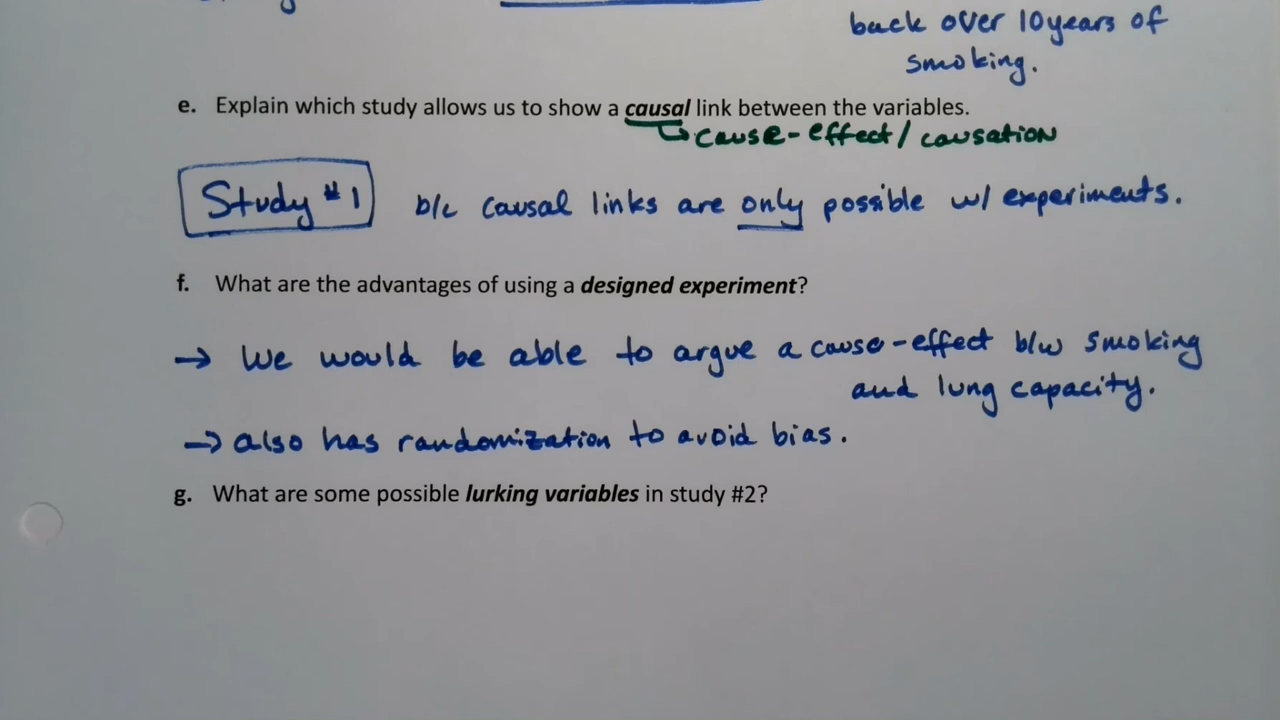 back over 10 years of
smoking.
e. Explain which study allows us to show a causal link between the variables.
↳ cause-effect / causation
Study #1 b/c causal links are only possible w/ experiments.
f. What are the advantages of using a designed experiment?
→ We would be able to argue a cause-effect b/w smoking
and lung capacity.
→ also has randomization to avoid bias.
g. What are some possible lurking variables in study #2?